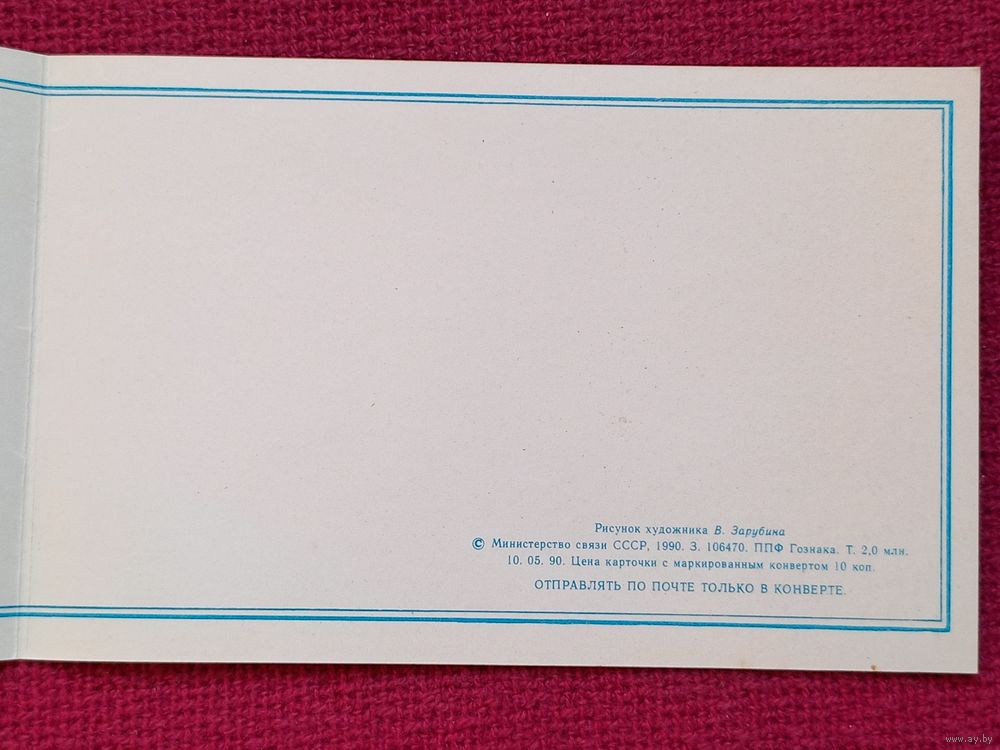 Рисунок художника В. Зарубина
© Министерство связи СССР, 1990. З. 106470. ППФ Гознака. Т. 2,0 млн.
10. 05. 90. Цена карточки с маркированным конвертом 10 коп.
ОТПРАВЛЯТЬ ПО ПОЧТЕ ТОЛЬКО В КОНВЕРТЕ.
www.ay.by